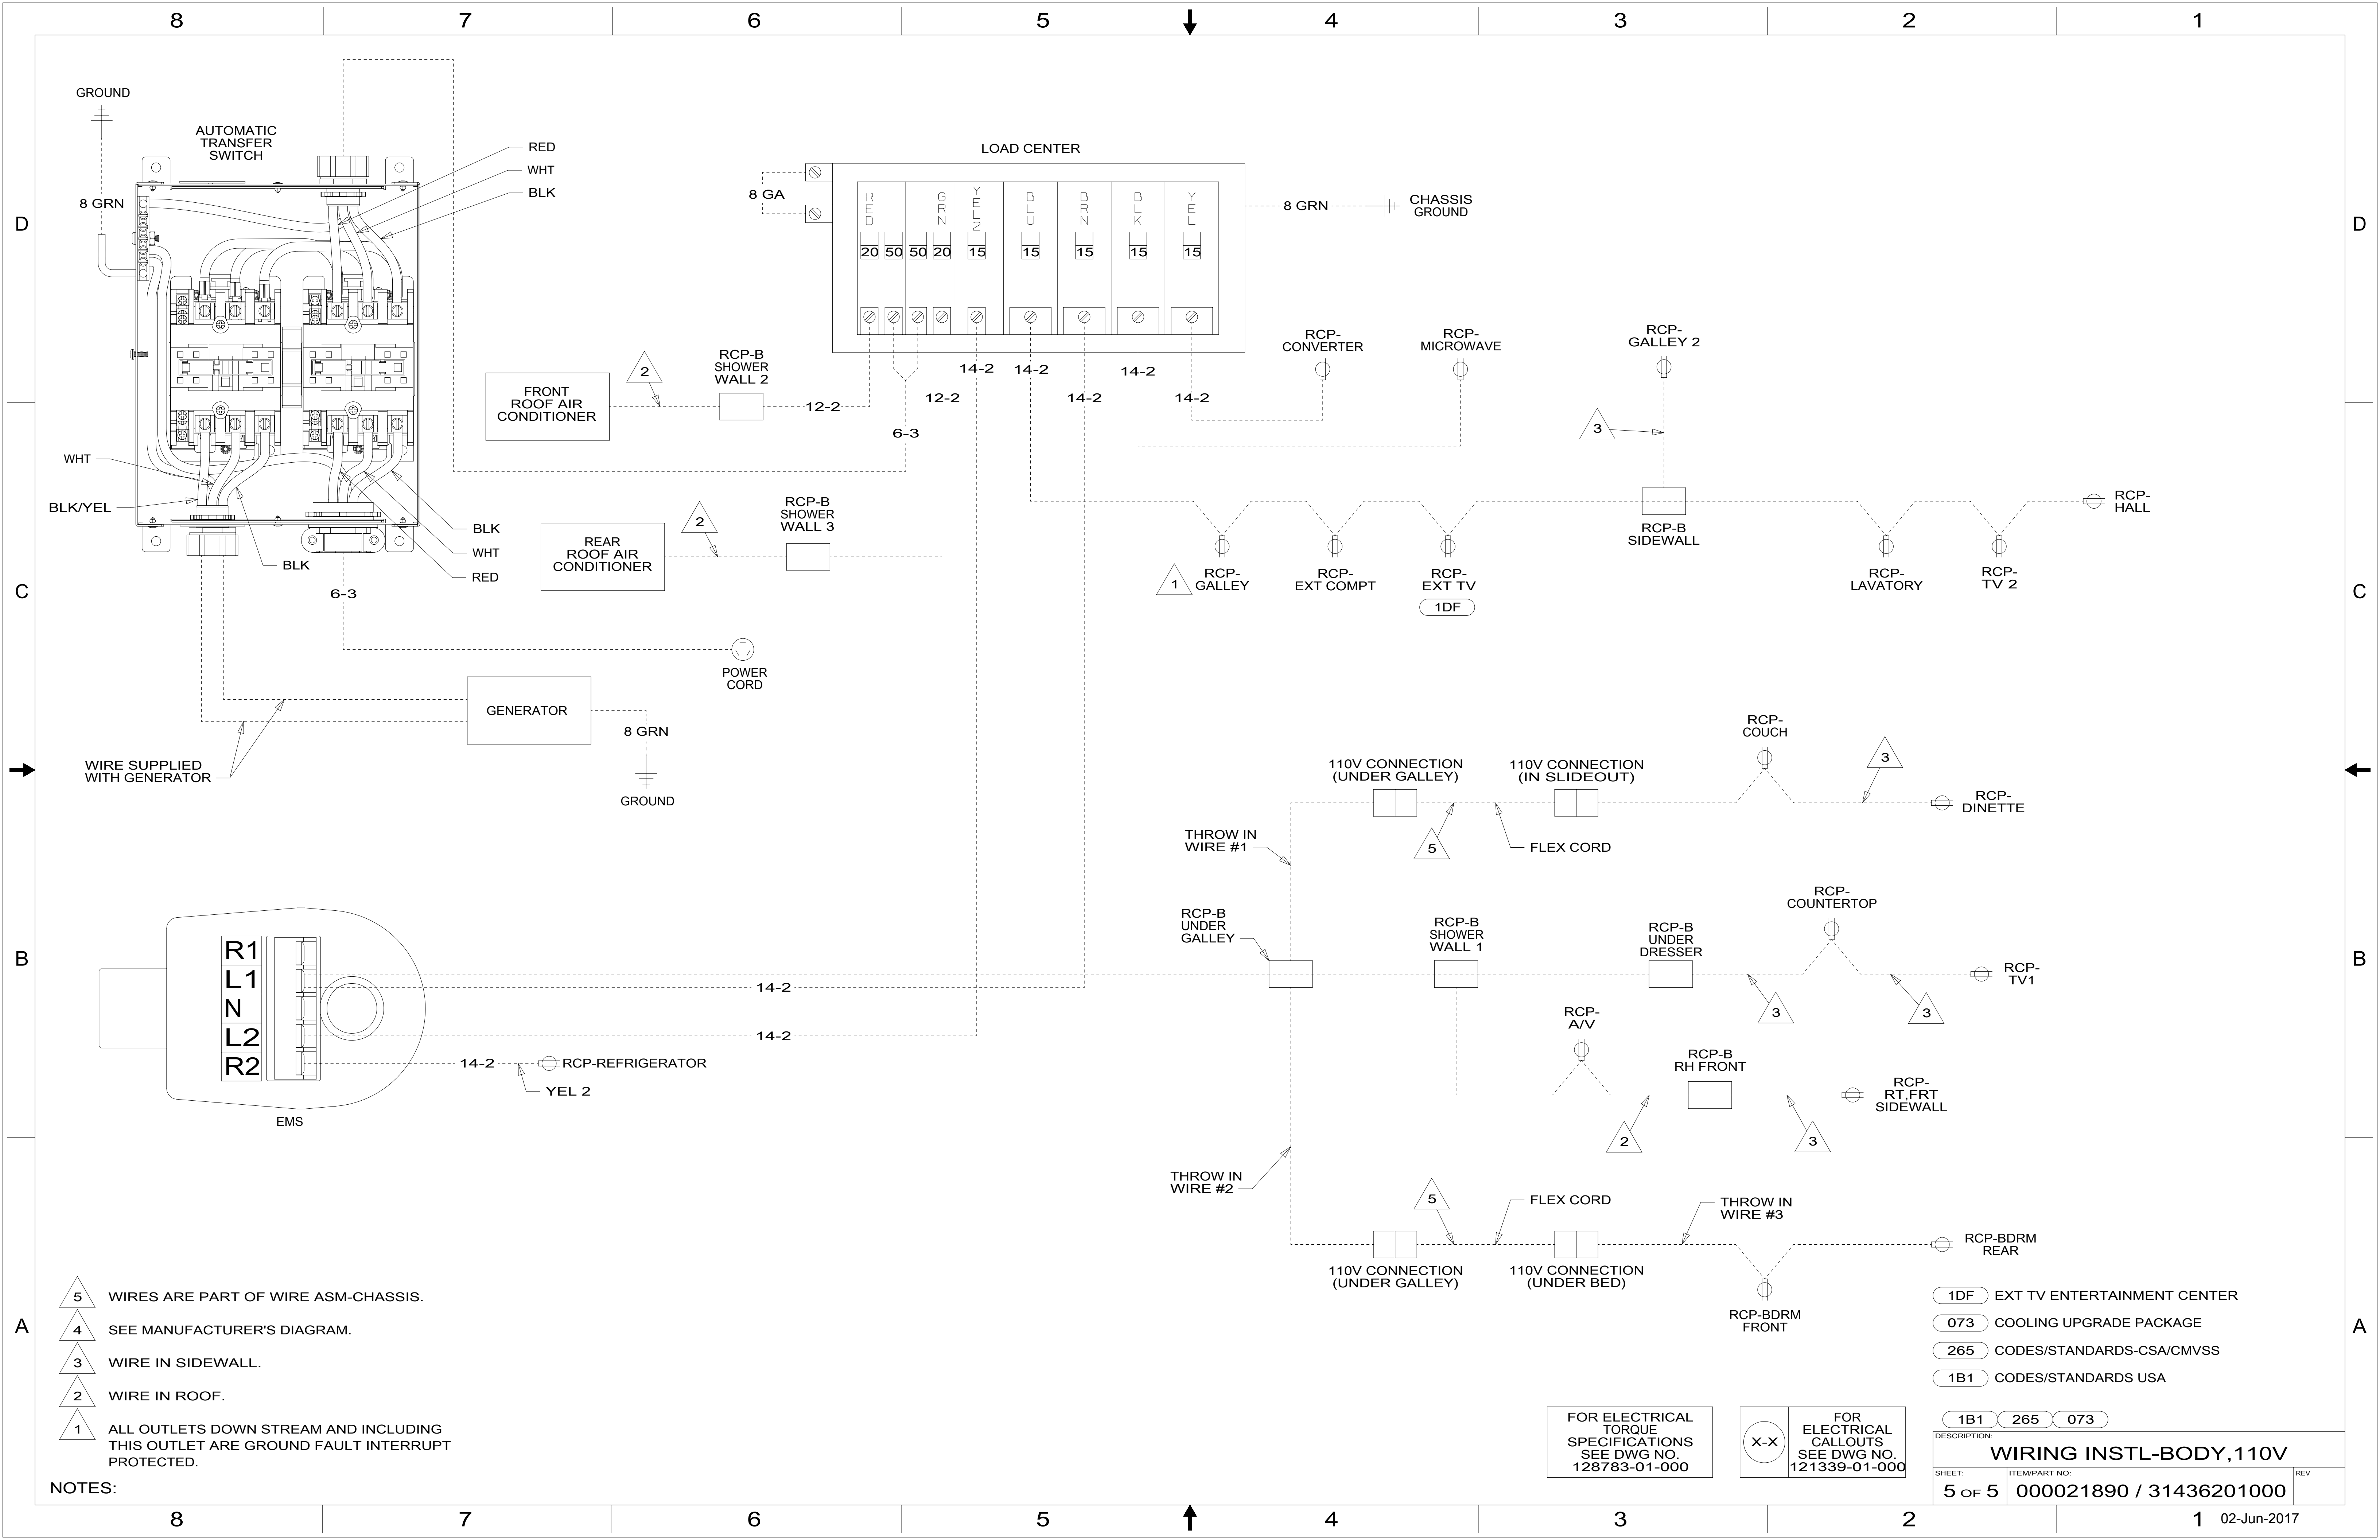 8 7 6 5 4 3 2 1
GROUND
AUTOMATIC
TRANSFER
SWITCH
8 GRN
RED
WHT
BLK
WHT
BLK/YEL
BLK
BLK
WHT
RED
6-3
LOAD CENTER
8 GA
RED
GRN
YEL2
BLU
BRN
BLK
YEL
20 50 50 20 15 15 15 15 15
8 GRN
CHASSIS
GROUND
D
D
FRONT
ROOF AIR
CONDITIONER
2
RCP-B
SHOWER
WALL 2
12-2
6-3
12-2
14-2
14-2
14-2
14-2
14-2
RCP-
CONVERTER
RCP-
MICROWAVE
RCP-
GALLEY 2
3
REAR
ROOF AIR
CONDITIONER
2
RCP-B
SHOWER
WALL 3
RCP-B
SIDEWALL
RCP-
HALL
1
RCP-
GALLEY
RCP-
EXT COMPT
RCP-
EXT TV
1DF
RCP-
LAVATORY
RCP-
TV 2
C
C
POWER
CORD
GENERATOR
8 GRN
GROUND
WIRE SUPPLIED
WITH GENERATOR
110V CONNECTION
(UNDER GALLEY)
110V CONNECTION
(IN SLIDEOUT)
RCP-
COUCH
3
RCP-
DINETTE
THROW IN
WIRE #1
5
FLEX CORD
RCP-B
UNDER
GALLEY
RCP-B
SHOWER
WALL 1
RCP-B
UNDER
DRESSER
RCP-
COUNTERTOP
RCP-
TV1
3
3
B
B
R1
L1
N
L2
R2
EMS
14-2
14-2
14-2
RCP-REFRIGERATOR
YEL 2
RCP-
A/V
RCP-B
RH FRONT
RCP-
RT,FRT
SIDEWALL
2
3
THROW IN
WIRE #2
5
FLEX CORD
THROW IN
WIRE #3
110V CONNECTION
(UNDER GALLEY)
110V CONNECTION
(UNDER BED)
RCP-BDRM
REAR
RCP-BDRM
FRONT
A
A
5 WIRES ARE PART OF WIRE ASM-CHASSIS.
4 SEE MANUFACTURER'S DIAGRAM.
3 WIRE IN SIDEWALL.
2 WIRE IN ROOF.
1 ALL OUTLETS DOWN STREAM AND INCLUDING
THIS OUTLET ARE GROUND FAULT INTERRUPT
PROTECTED.
NOTES:
1DF EXT TV ENTERTAINMENT CENTER
073 COOLING UPGRADE PACKAGE
265 CODES/STANDARDS-CSA/CMVSS
1B1 CODES/STANDARDS USA
FOR ELECTRICAL
TORQUE
SPECIFICATIONS
SEE DWG NO.
128783-01-000
X-X
FOR
ELECTRICAL
CALLOUTS
SEE DWG NO.
121339-01-000
1B1 265 073
DESCRIPTION:
WIRING INSTL-BODY,110V
SHEET:
5 OF 5
ITEM/PART NO:
000021890 / 31436201000
REV
8 7 6 5 4 3 2 1
02-Jun-2017